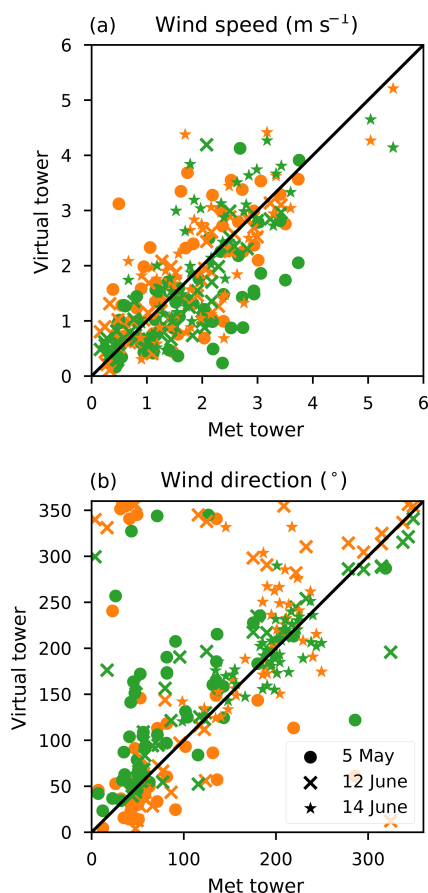 (a) Wind speed (m s⁻¹)
6
5
4
3
2
1
0
Virtual tower
0 1 2 3 4 5 6
Met tower
(b) Wind direction (°)
350
300
250
200
150
100
50
0
Virtual tower
5 May
12 June
14 June
0 100 200 300
Met tower